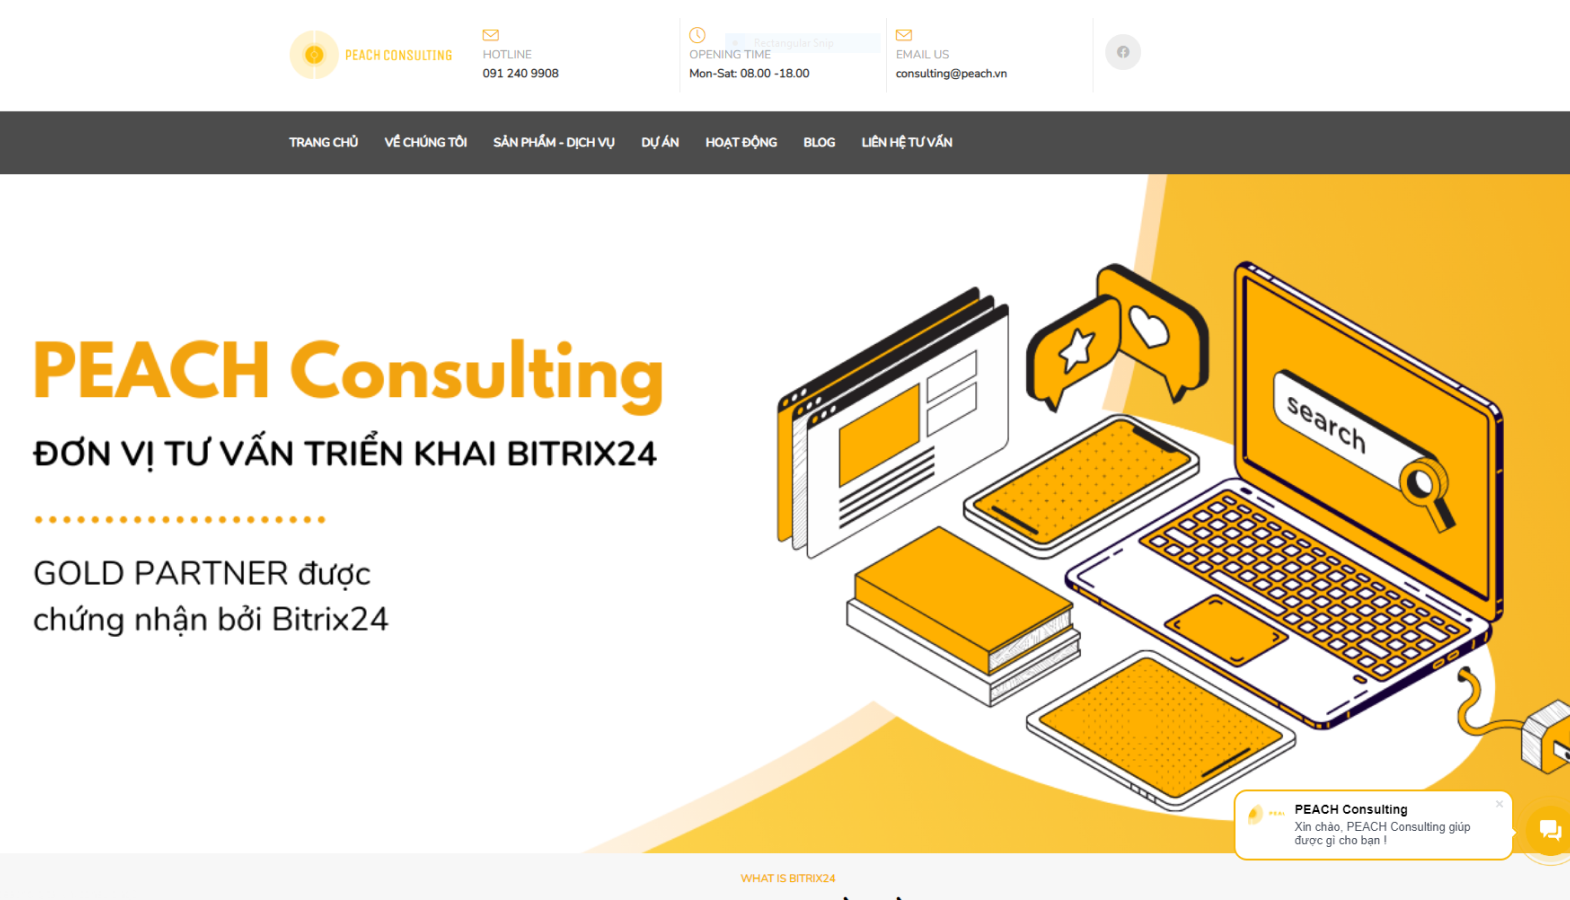 PEACH CONSULTING
HOTLINE
091 240 9908
Rectangular Snip
OPENING TIME
Mon-Sat: 08.00 -18.00
EMAIL US
consulting@peach.vn
TRANG CHỦ
VỀ CHÚNG TÔI
SẢN PHẨM - DỊCH VỤ
DỰ ÁN
HOẠT ĐỘNG
BLOG
LIÊN HỆ TƯ VẤN
PEACH Consulting
ĐƠN VỊ TƯ VẤN TRIỂN KHAI BITRIX24
GOLD PARTNER được
chứng nhận bởi Bitrix24
search
PEACH Consulting
Xin chào, PEACH Consulting giúp
được gì cho bạn !
WHAT IS BITRIX24